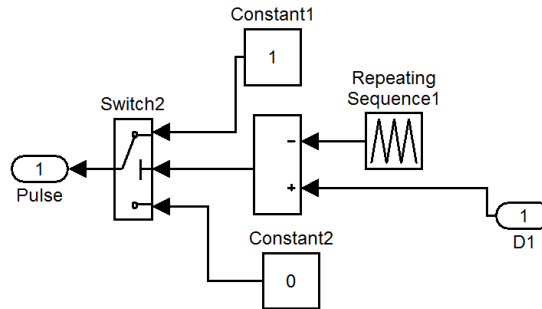 Constant1
1
Repeating
Sequence1
Switch2
−
1
Pulse
+
1
D1
Constant2
0